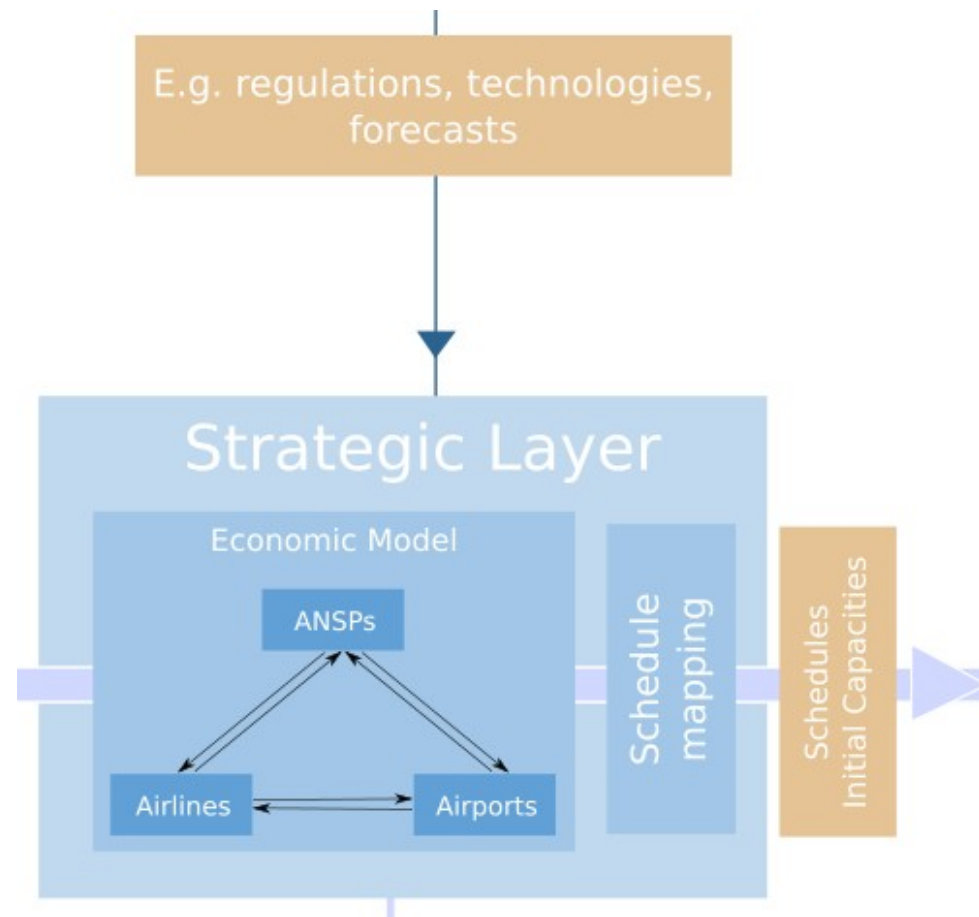 E.g. regulations, technologies,
forecasts
Strategic Layer
Economic Model
ANSPs
Airlines
Airports
Schedule
mapping
Schedules
Initial Capacities